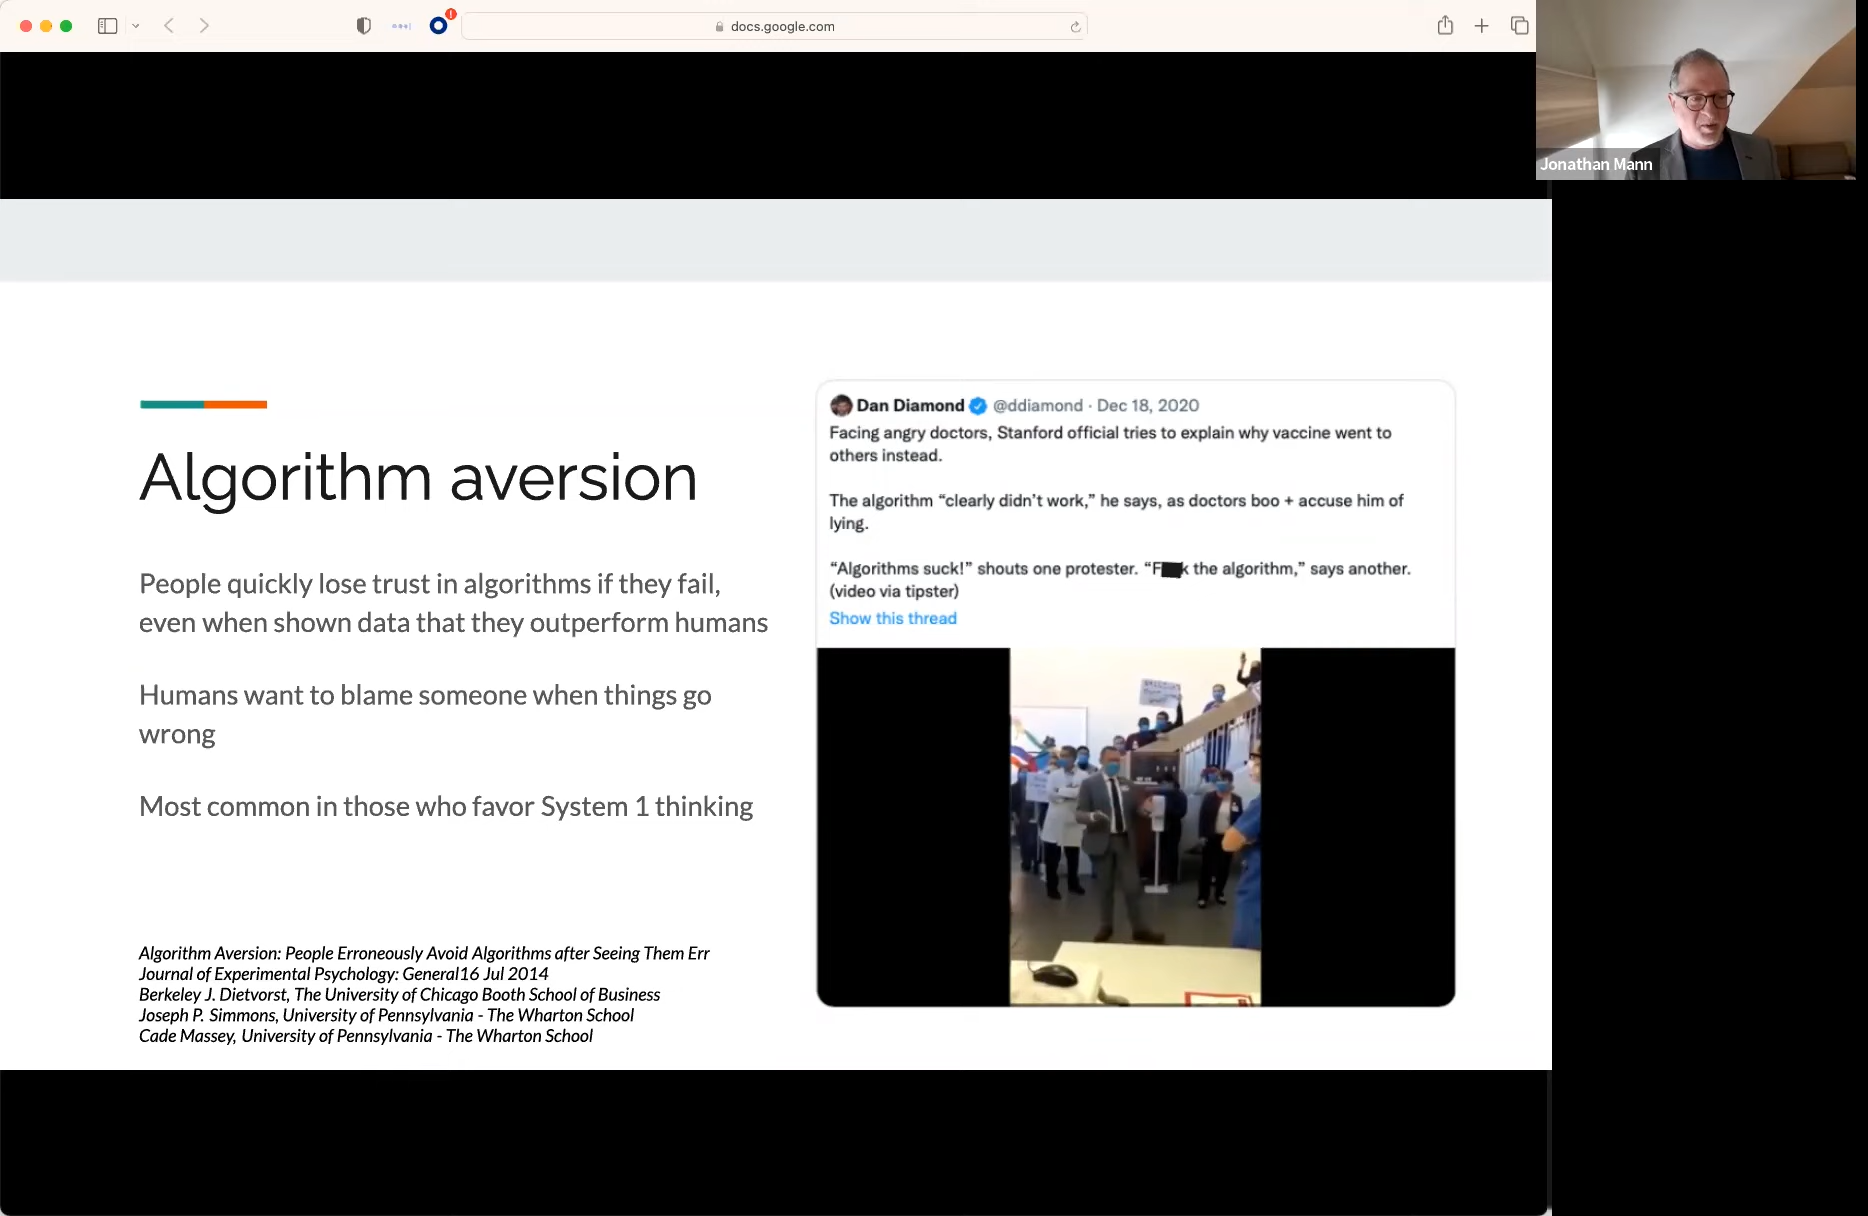 docs.google.com
Jonathan Mann
Algorithm aversion
People quickly lose trust in algorithms if they fail,
even when shown data that they outperform humans
Humans want to blame someone when things go
wrong
Most common in those who favor System 1 thinking
Algorithm Aversion: People Erroneously Avoid Algorithms after Seeing Them Err
Journal of Experimental Psychology: General16 Jul 2014
Berkeley J. Dietvorst, The University of Chicago Booth School of Business
Joseph P. Simmons, University of Pennsylvania - The Wharton School
Cade Massey, University of Pennsylvania - The Wharton School
Dan Diamond @ddiamond · Dec 18, 2020
Facing angry doctors, Stanford official tries to explain why vaccine went to
others instead.
The algorithm “clearly didn’t work,” he says, as doctors boo + accuse him of
lying.
“Algorithms suck!” shouts one protester. “F k the algorithm,” says another.
(video via tipster)
Show this thread